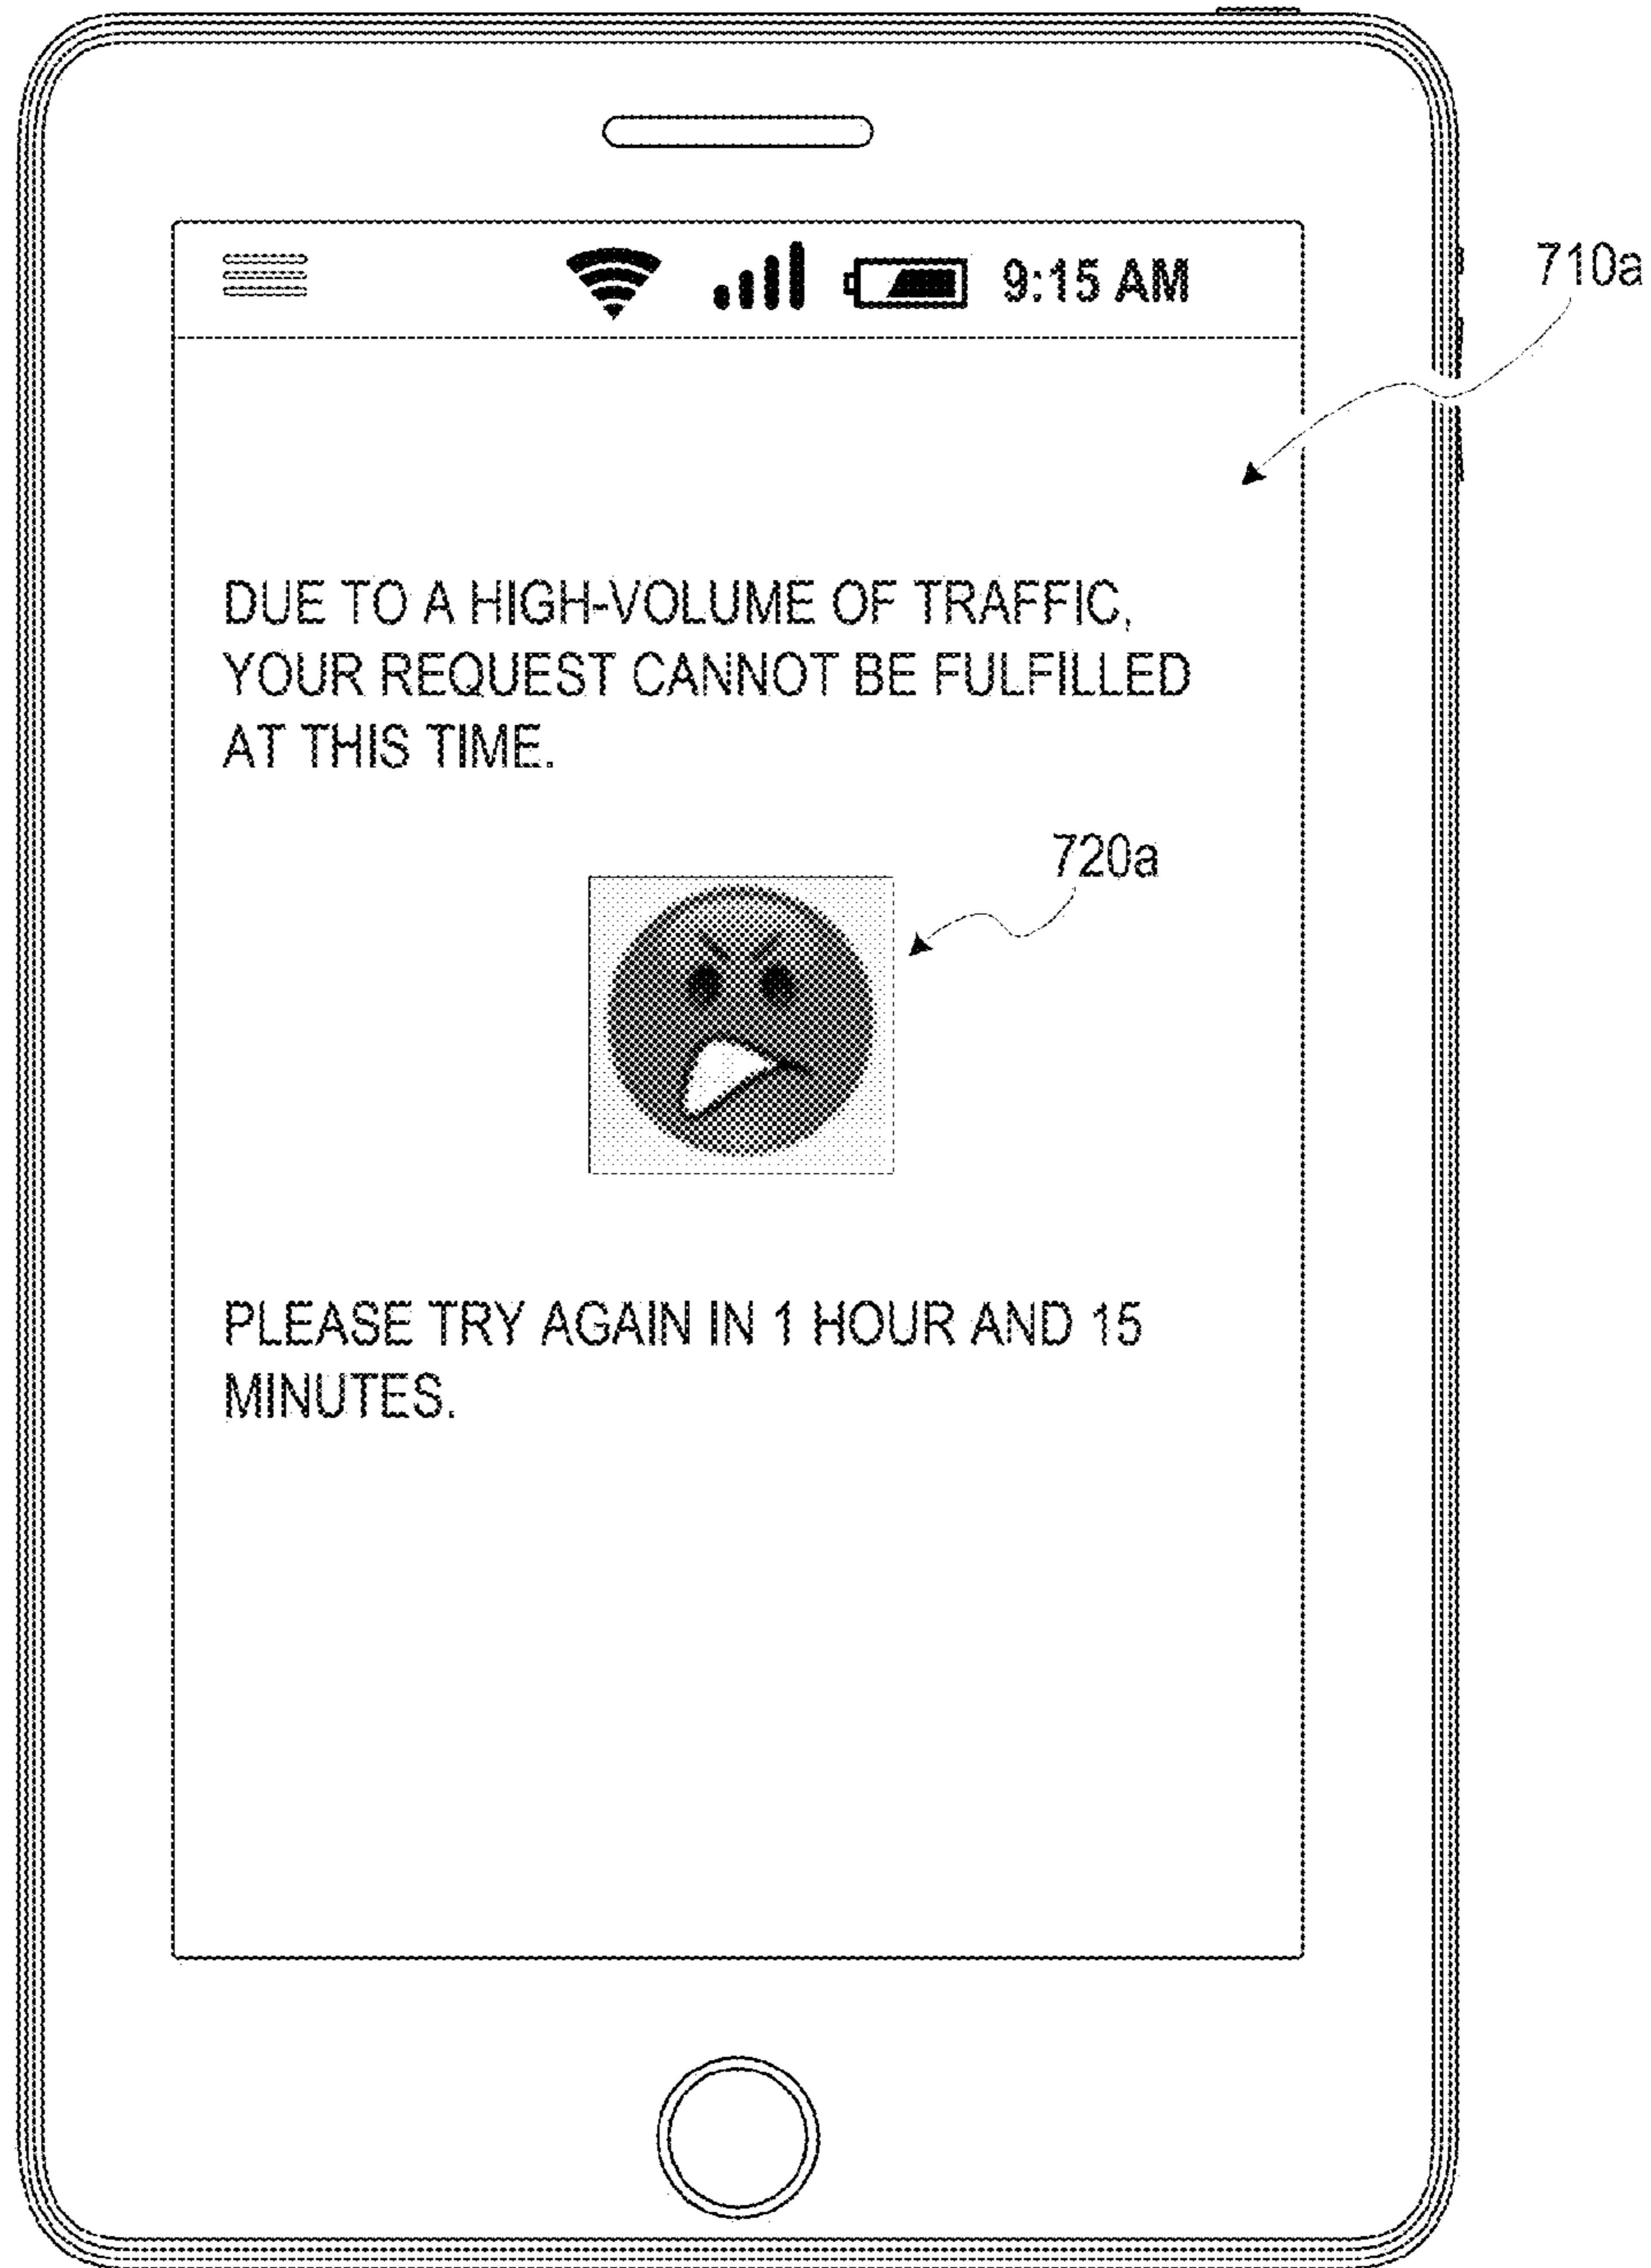 9:15 AM
710a
DUE TO A HIGH-VOLUME OF TRAFFIC,
YOUR REQUEST CANNOT BE FULFILLED
AT THIS TIME.
720a
PLEASE TRY AGAIN IN 1 HOUR AND 15
MINUTES.